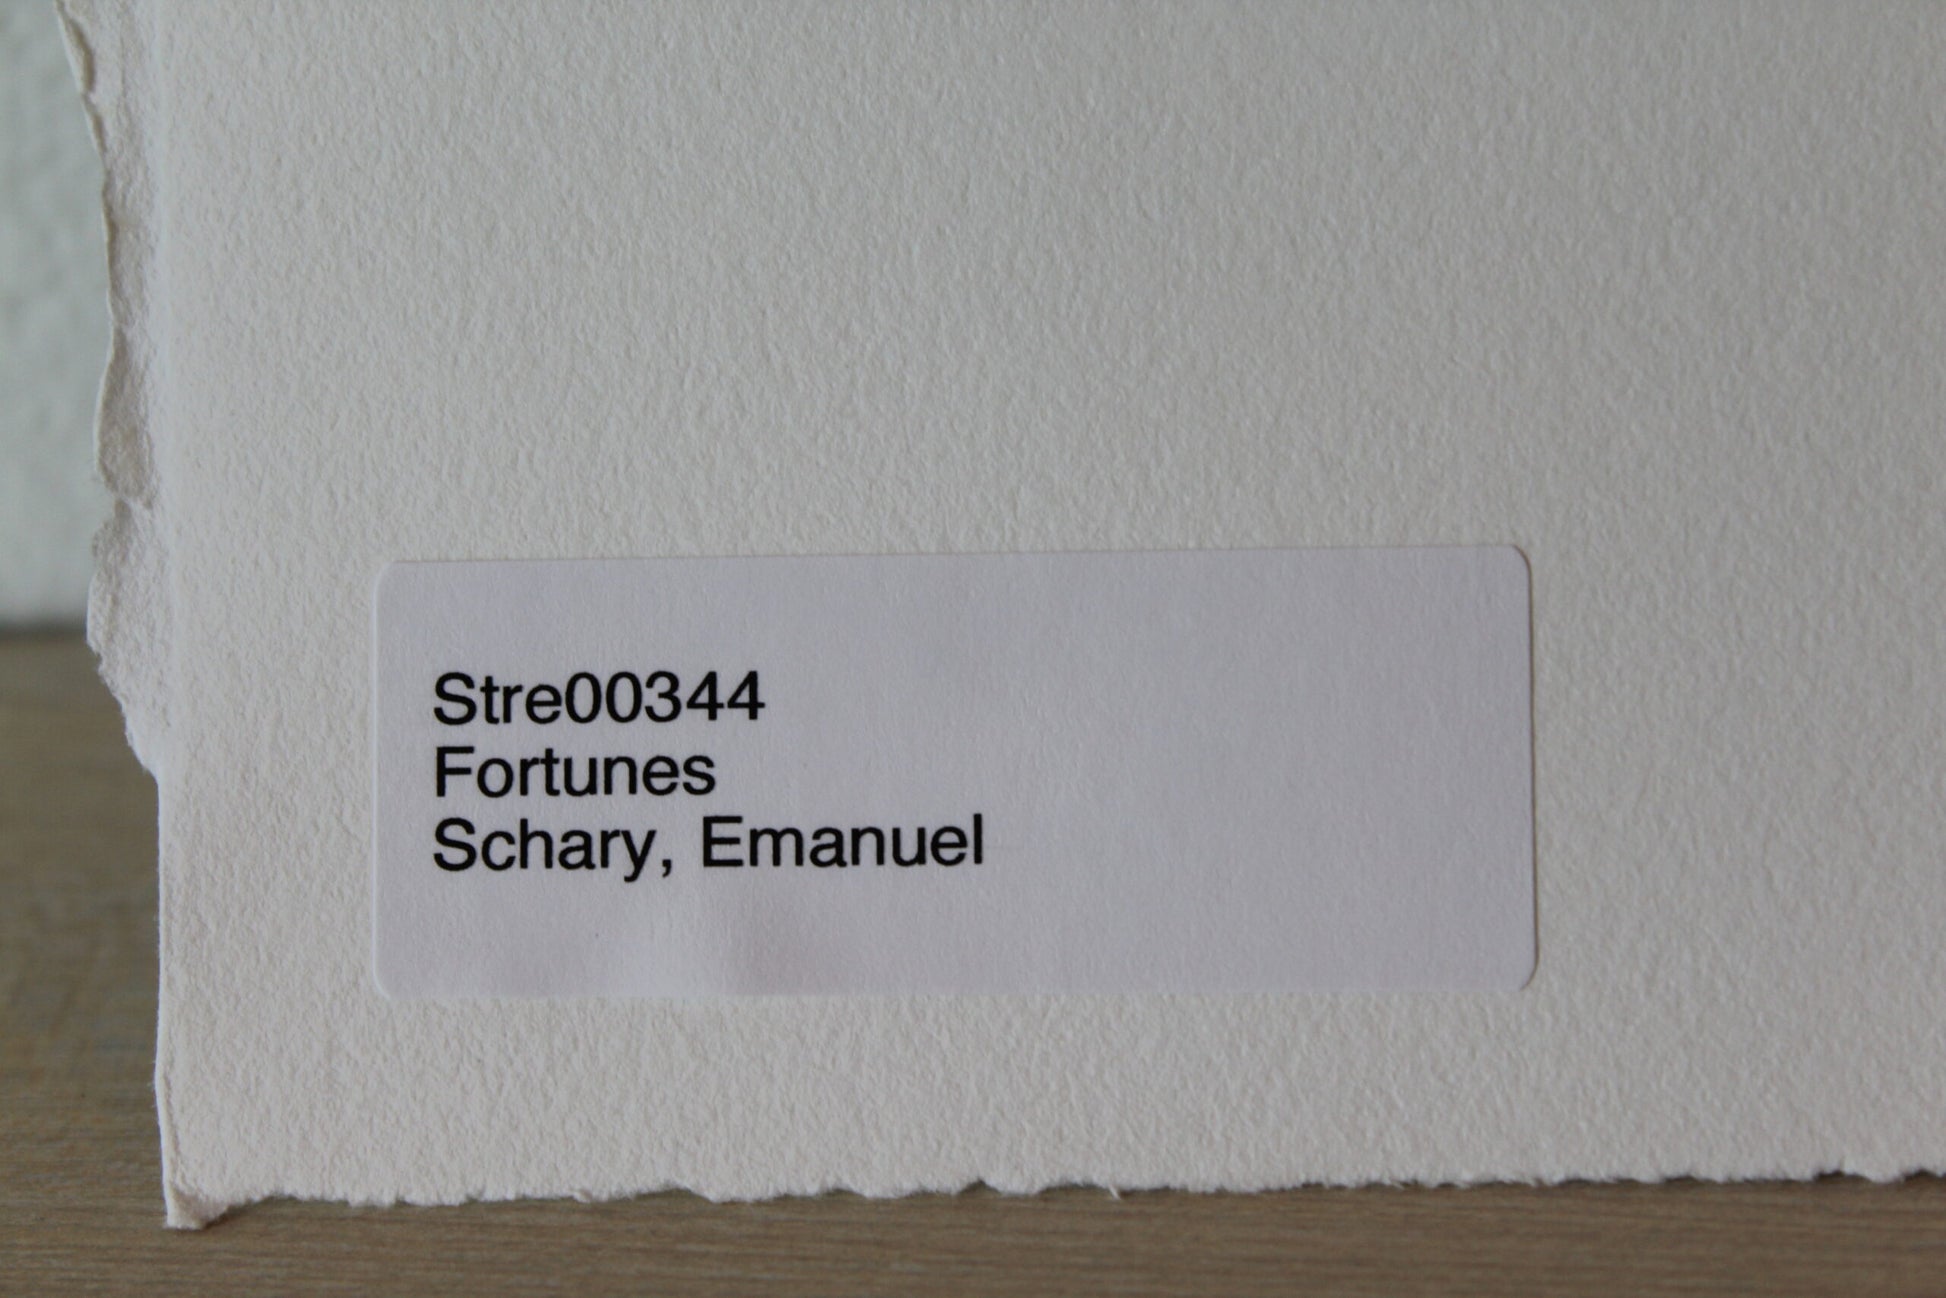 Stre00344
Fortunes
Schary, Emanuel